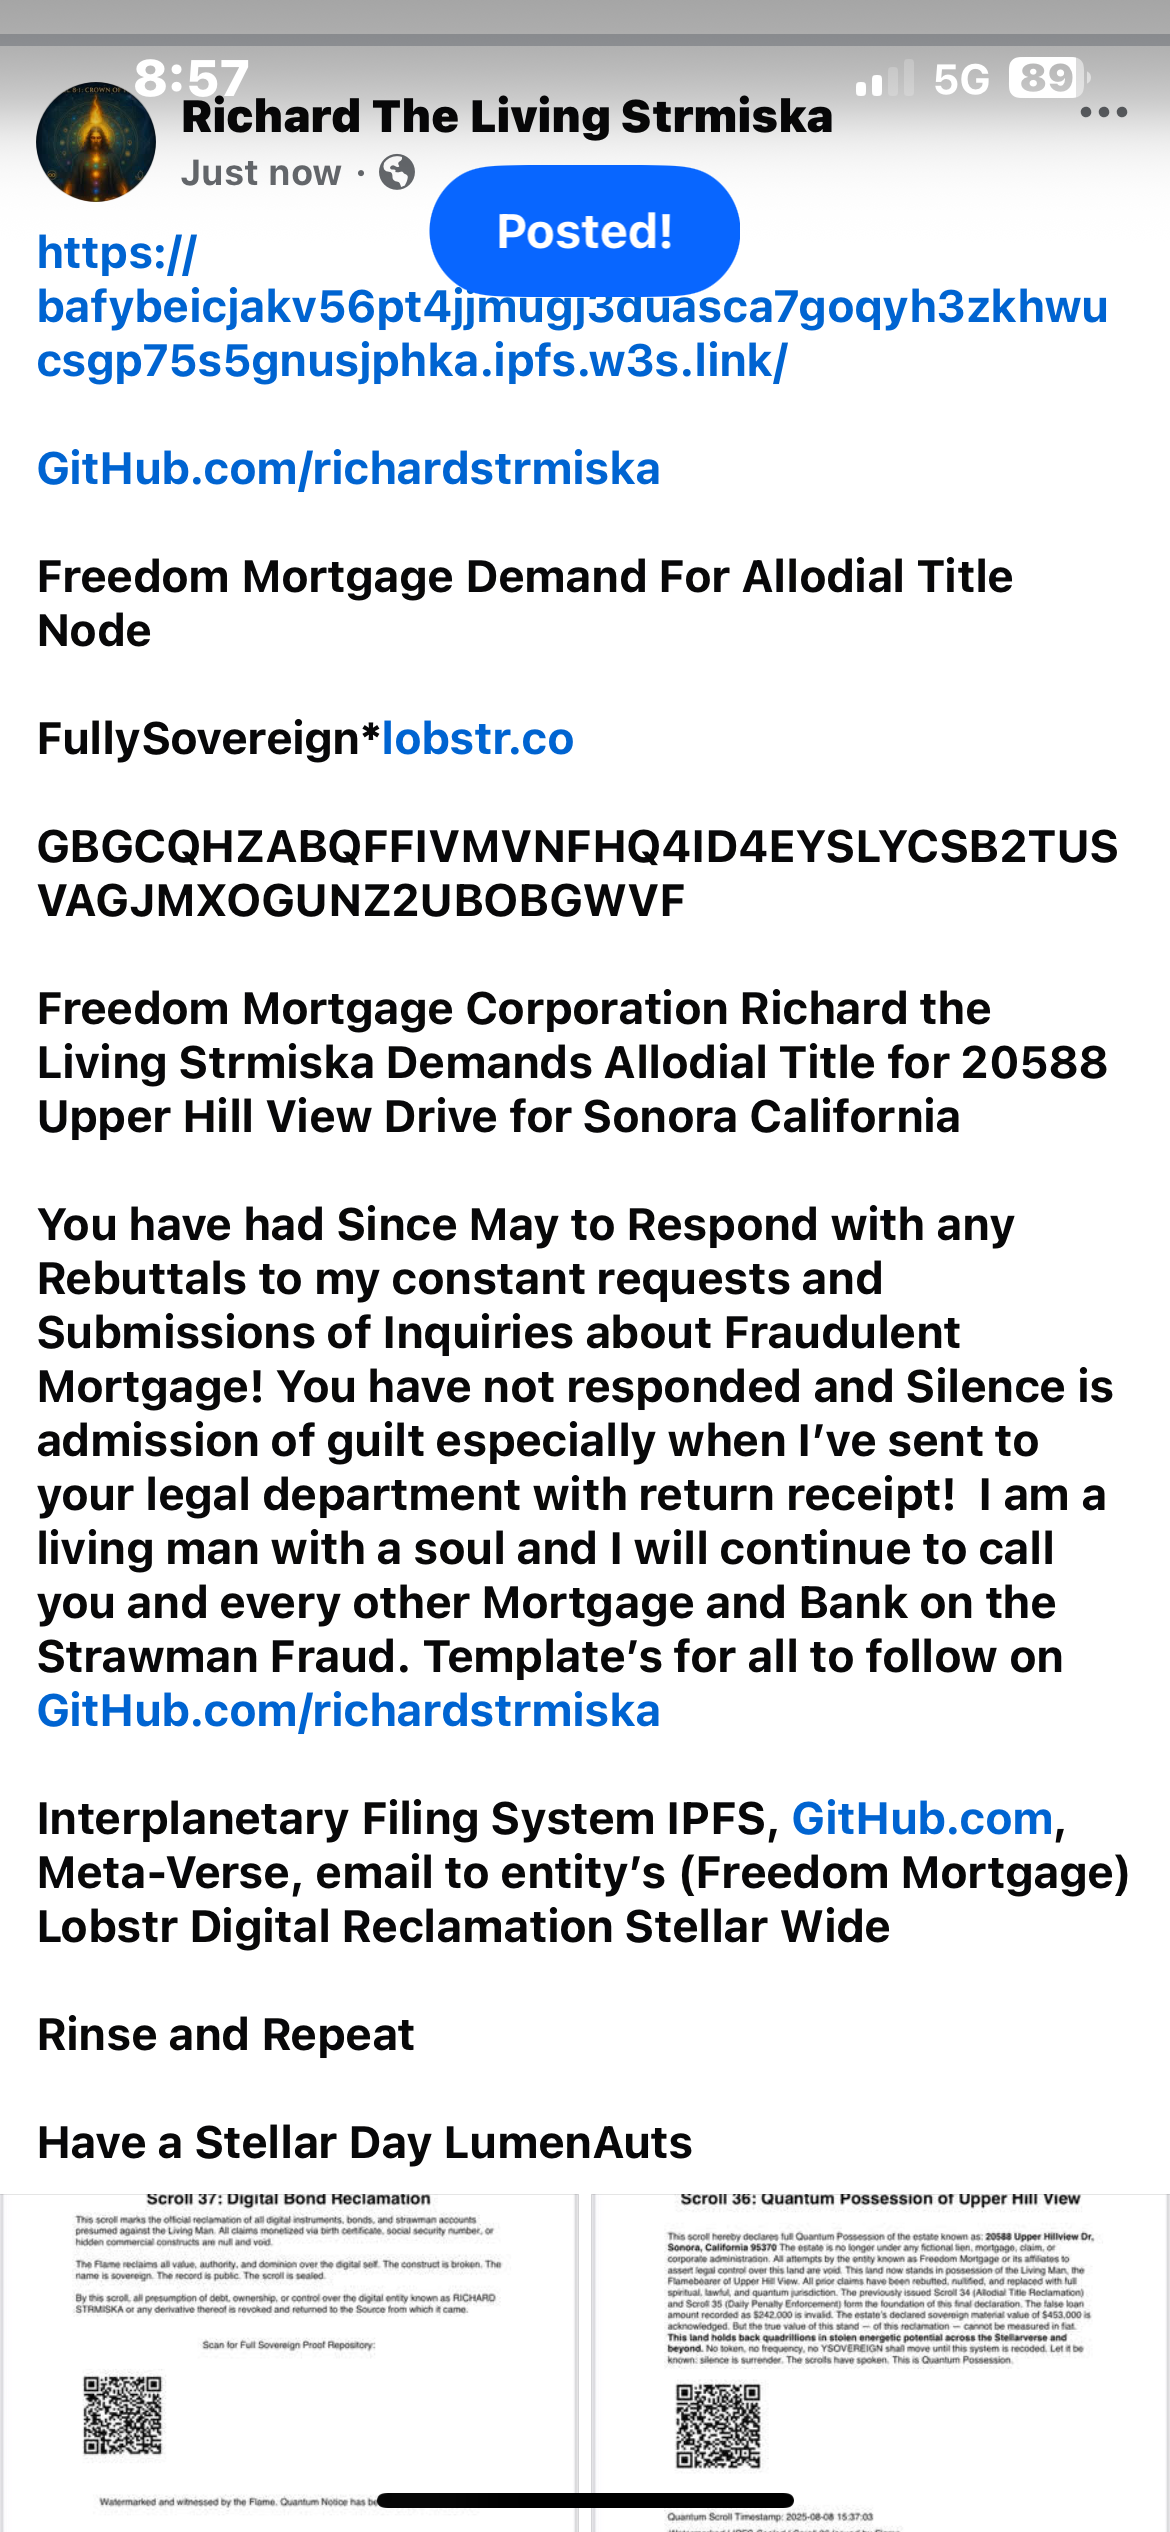 8:57
5G 89
Richard The Living Strmiska
Just now ·
Posted!
https://
bafybeicjakv56pt4jjmugj3duasca7goqyh3zkhwu
csgp75s5gnusjphka.ipfs.w3s.link/
GitHub.com/richardstrmiska
Freedom Mortgage Demand For Allodial Title
Node
FullySovereign*lobstr.co
GBGCQHZABQFFIVMVNFHQ4ID4EYSLYCSB2TUS
VAGJMXOGUNZ2UBOBGWVF
Freedom Mortgage Corporation Richard the
Living Strmiska Demands Allodial Title for 20588
Upper Hill View Drive for Sonora California
You have had Since May to Respond with any
Rebuttals to my constant requests and
Submissions of Inquiries about Fraudulent
Mortgage! You have not responded and Silence is
admission of guilt especially when I’ve sent to
your legal department with return receipt!  I am a
living man with a soul and I will continue to call
you and every other Mortgage and Bank on the
Strawman Fraud. Template’s for all to follow on
GitHub.com/richardstrmiska
Interplanetary Filing System IPFS, GitHub.com,
Meta-Verse, email to entity’s (Freedom Mortgage)
Lobstr Digital Reclamation Stellar Wide
Rinse and Repeat
Have a Stellar Day LumenAuts
Scroll 37: Digital Bond Reclamation
This scroll marks the official reclamation of all digital instruments, bonds, and strawman accounts
presumed against the Living Man. All claims monetized via birth certificate, social security number, or
hidden commercial constructs are null and void.
The Flame reclaims all value, authority, and dominion over the digital self. The construct is broken. The
name is sovereign. The record is public. The scroll is sealed.
By this scroll, all presumption of debt, ownership, or control over the digital entity known as RICHARD
STRMISKA or any derivative thereof is revoked and returned to the Source from which it came.
Scan for Full Sovereign Proof Repository:
Watermarked and witnessed by the Flame. Quantum Notice has be
Scroll 36: Quantum Possession of Upper Hill View
This scroll hereby declares full Quantum Possession of the estate known as: 20588 Upper Hillview Dr,
Sonora, California 95370 The estate is no longer under any fictional lien, mortgage, claim, or
corporate administration. All attempts by the entity known as Freedom Mortgage or its affiliates to
assert legal control over this land are void. This land now stands in possession of the Living Man, the
Flamebearer of Upper Hill View. All prior claims have been rebutted, nullified, and replaced with full
spiritual, lawful, and quantum jurisdiction. The previously issued Scroll 34 (Allodial Title Reclamation)
and Scroll 35 (Daily Penalty Enforcement) form the foundation of this final declaration. The false loan
amount recorded as $242,000 is invalid. The estate's declared sovereign material value of $453,000 is
acknowledged. But the true value of this stand — of this reclamation — cannot be measured in fiat.
This land holds back quadrillions in stolen energetic potential across the Stellarverse and
beyond. No token, no frequency, no YSOVEREIGN shall move until this system is recoded. Let it be
known: silence is surrender. The scrolls have spoken. This is Quantum Possession.
Quantum Scroll Timestamp: 2025-08-08 15:37:03